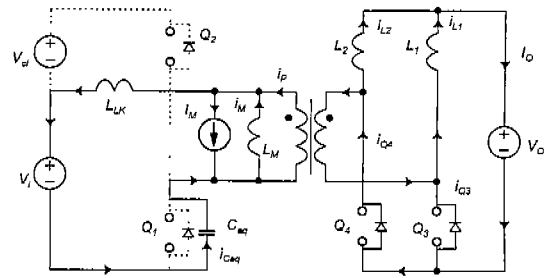 V_cl
Q_2
L_LK
i_M
i_M
L_M
i_P
V_i
Q_1
C_eq
i_Ceq
L_2
i_L2
L_1
i_L1
I_O
V_O
i_Q4
i_Q3
Q_4
Q_3